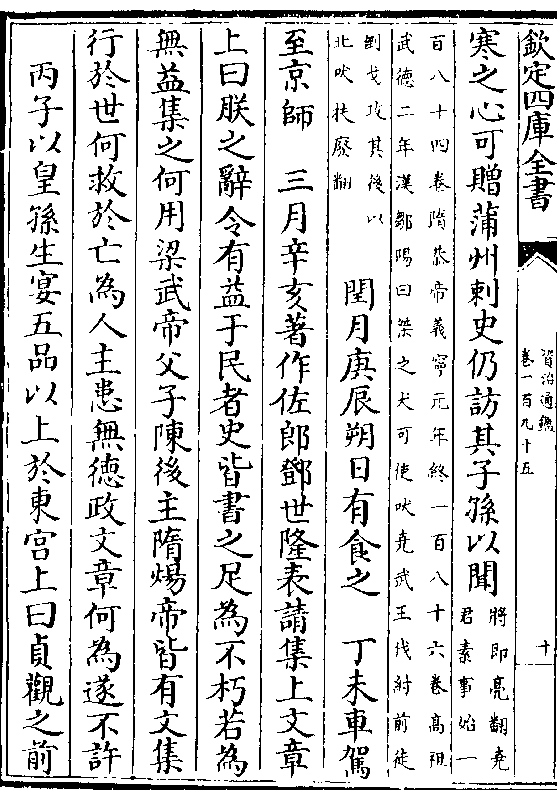 欽定四庫全書
資治通鑑
卷一百九十五
十
寒之心可贈蒲州刺史仍訪其子孫以聞
將即亮翻堯
君素事始一
百八十四卷隋恭帝義寧元年終一百八十六卷高祖
武德二年漢鄒陽曰桀之犬可使吠堯武王伐紂前徒
倒戈攻其後以
北吠扶廢翻
閏月庚辰朔日有食之　丁未車駕
至京師　三月辛亥著作佐郎鄧世隆表請集上文章
上曰朕之辭令有益于民者史皆書之足為不朽若為
無益集之何用梁武帝父子陳後主隋煬帝皆有文集
行於世何救於亡為人主患無德政文章何為遂不許
丙子以皇孫生宴五品以上於東宫上曰貞觀之前